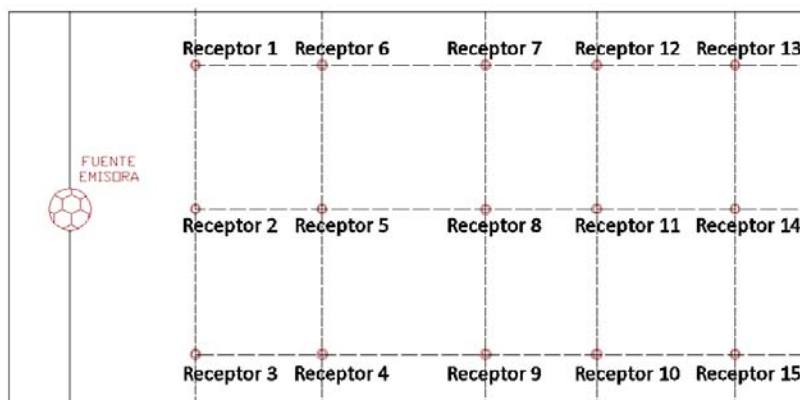 Receptor 1 Receptor 6 Receptor 7 Receptor 12 Receptor 13
FUENTE
EMISORA
Receptor 2 Receptor 5 Receptor 8 Receptor 11 Receptor 14
Receptor 3 Receptor 4 Receptor 9 Receptor 10 Receptor 15